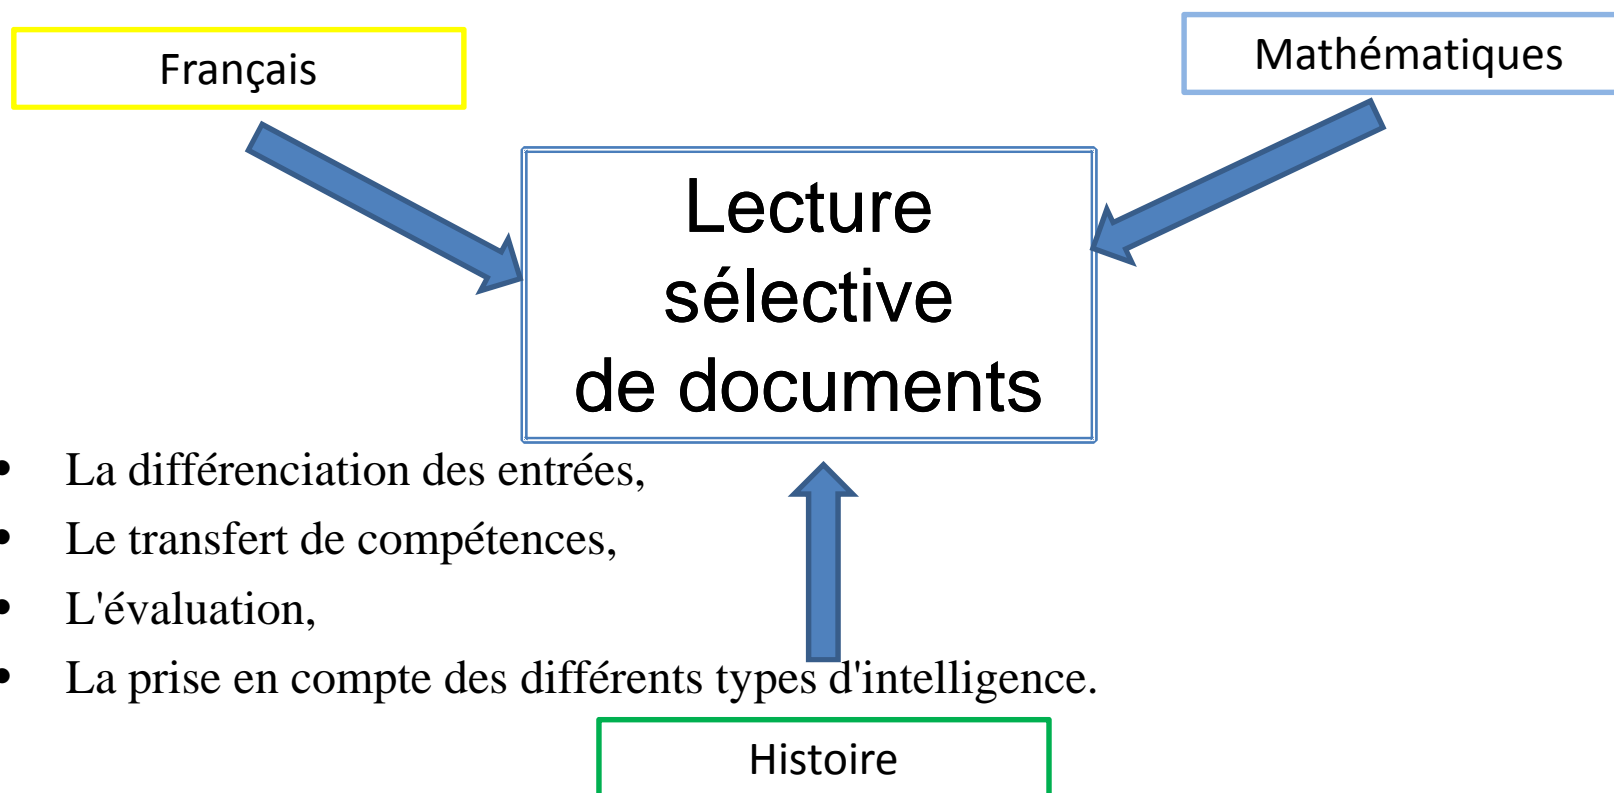 Français
Mathématiques
Lecture
sélective
de documents
• La différenciation des entrées,
• Le transfert de compétences,
• L'évaluation,
• La prise en compte des différents types d'intelligence.
Histoire